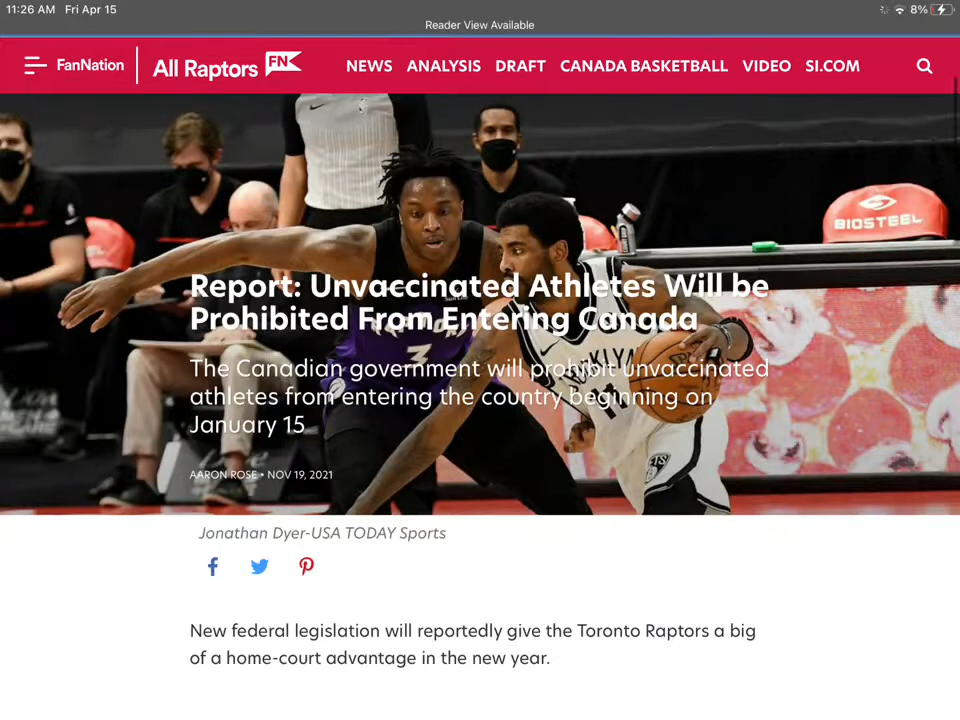 11:26 AM Fri Apr 15
8%
Reader View Available
FanNation
All Raptors FN
NEWS ANALYSIS DRAFT CANADA BASKETBALL VIDEO SI.COM
BIOSTEEL
Report: Unvaccinated Athletes Will be
Prohibited From Entering Canada
3
BROOKLYN
The Canadian government will prohibit unvaccinated
athletes from entering the country beginning on
January 15
AARON ROSE • NOV 19, 2021
NETS
Jonathan Dyer-USA TODAY Sports
New federal legislation will reportedly give the Toronto Raptors a big
of a home-court advantage in the new year.